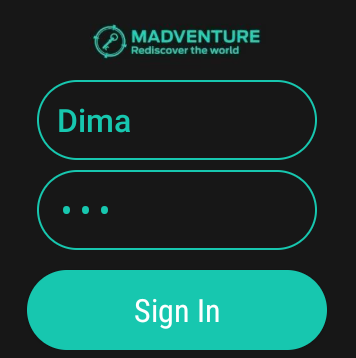 MADVENTURE
Rediscover the world
Dima
• • •
Sign In